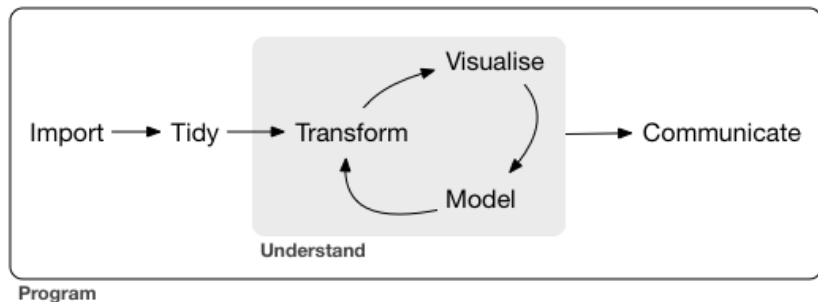 Visualise
Import Tidy Transform Communicate
Model
Understand
Program